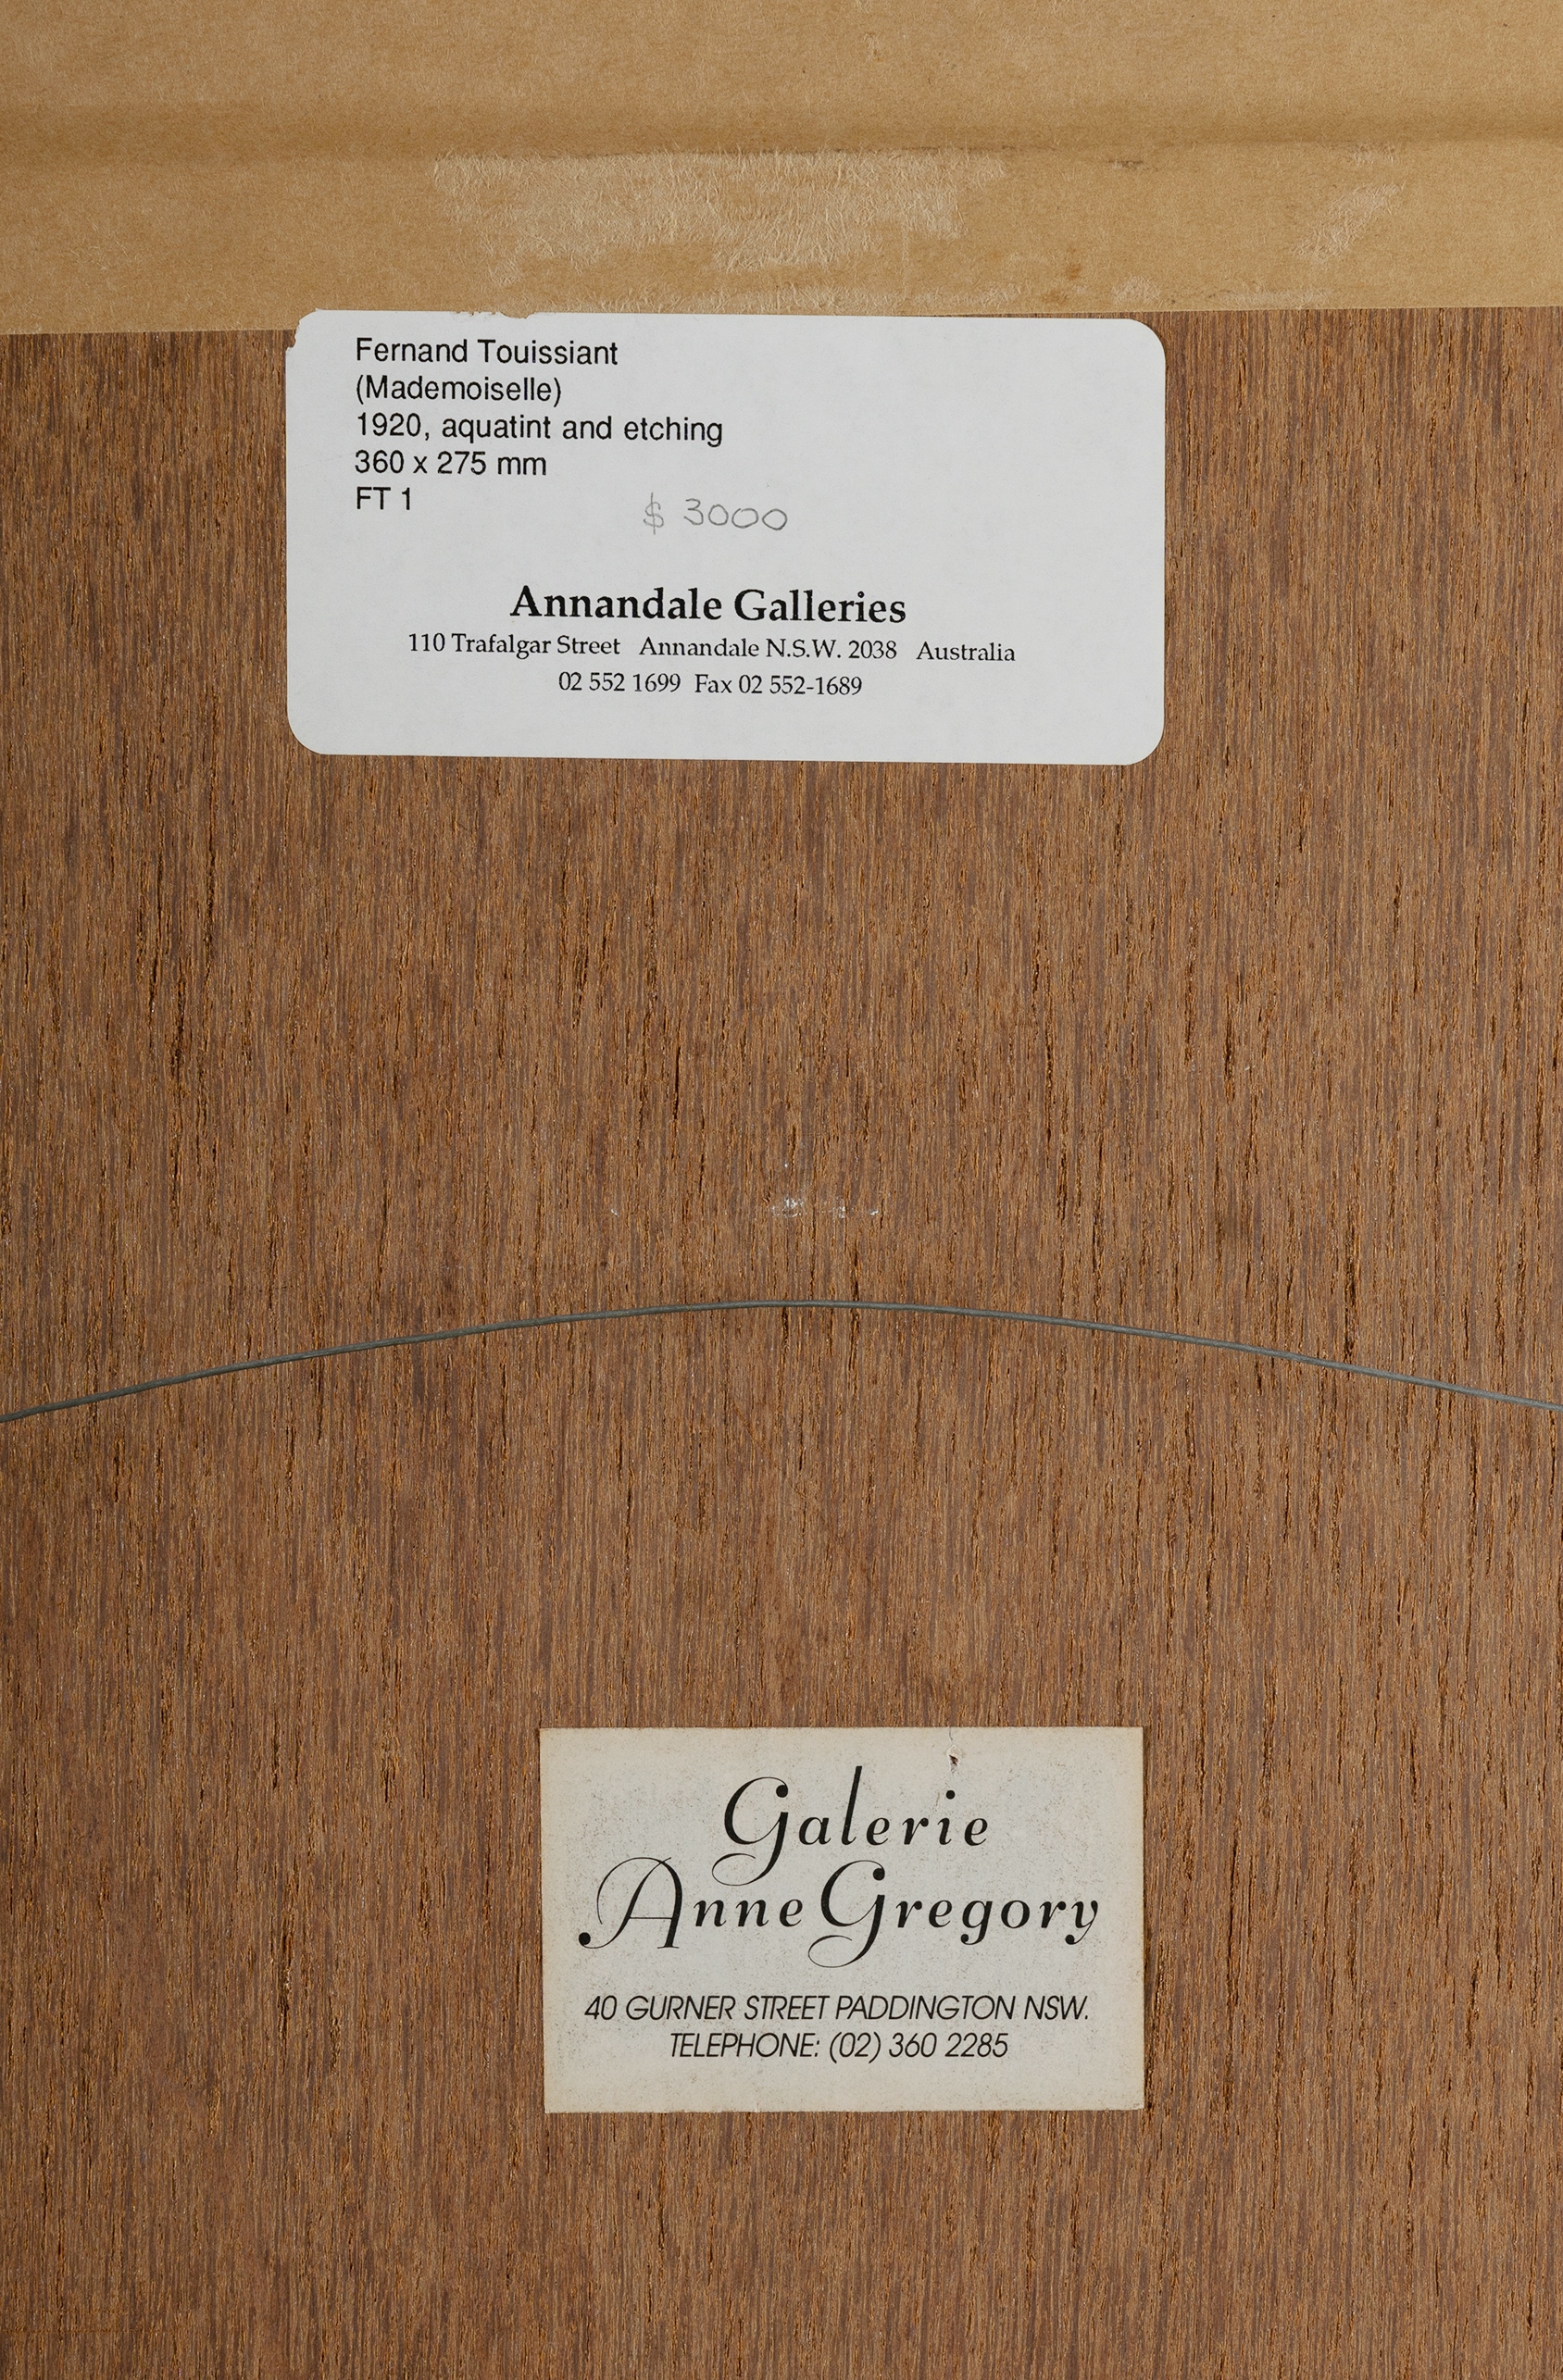 Fernand Touissiant
(Mademoiselle)
1920, aquatint and etching
360 x 275 mm
FT 1
$ 3000
Annandale Galleries
110 Trafalgar Street Annandale N.S.W. 2038 Australia
02 552 1699 Fax 02 552-1689
Galerie
Anne Gregory
40 GURNER STREET PADDINGTON NSW.
TELEPHONE: (02) 360 2285